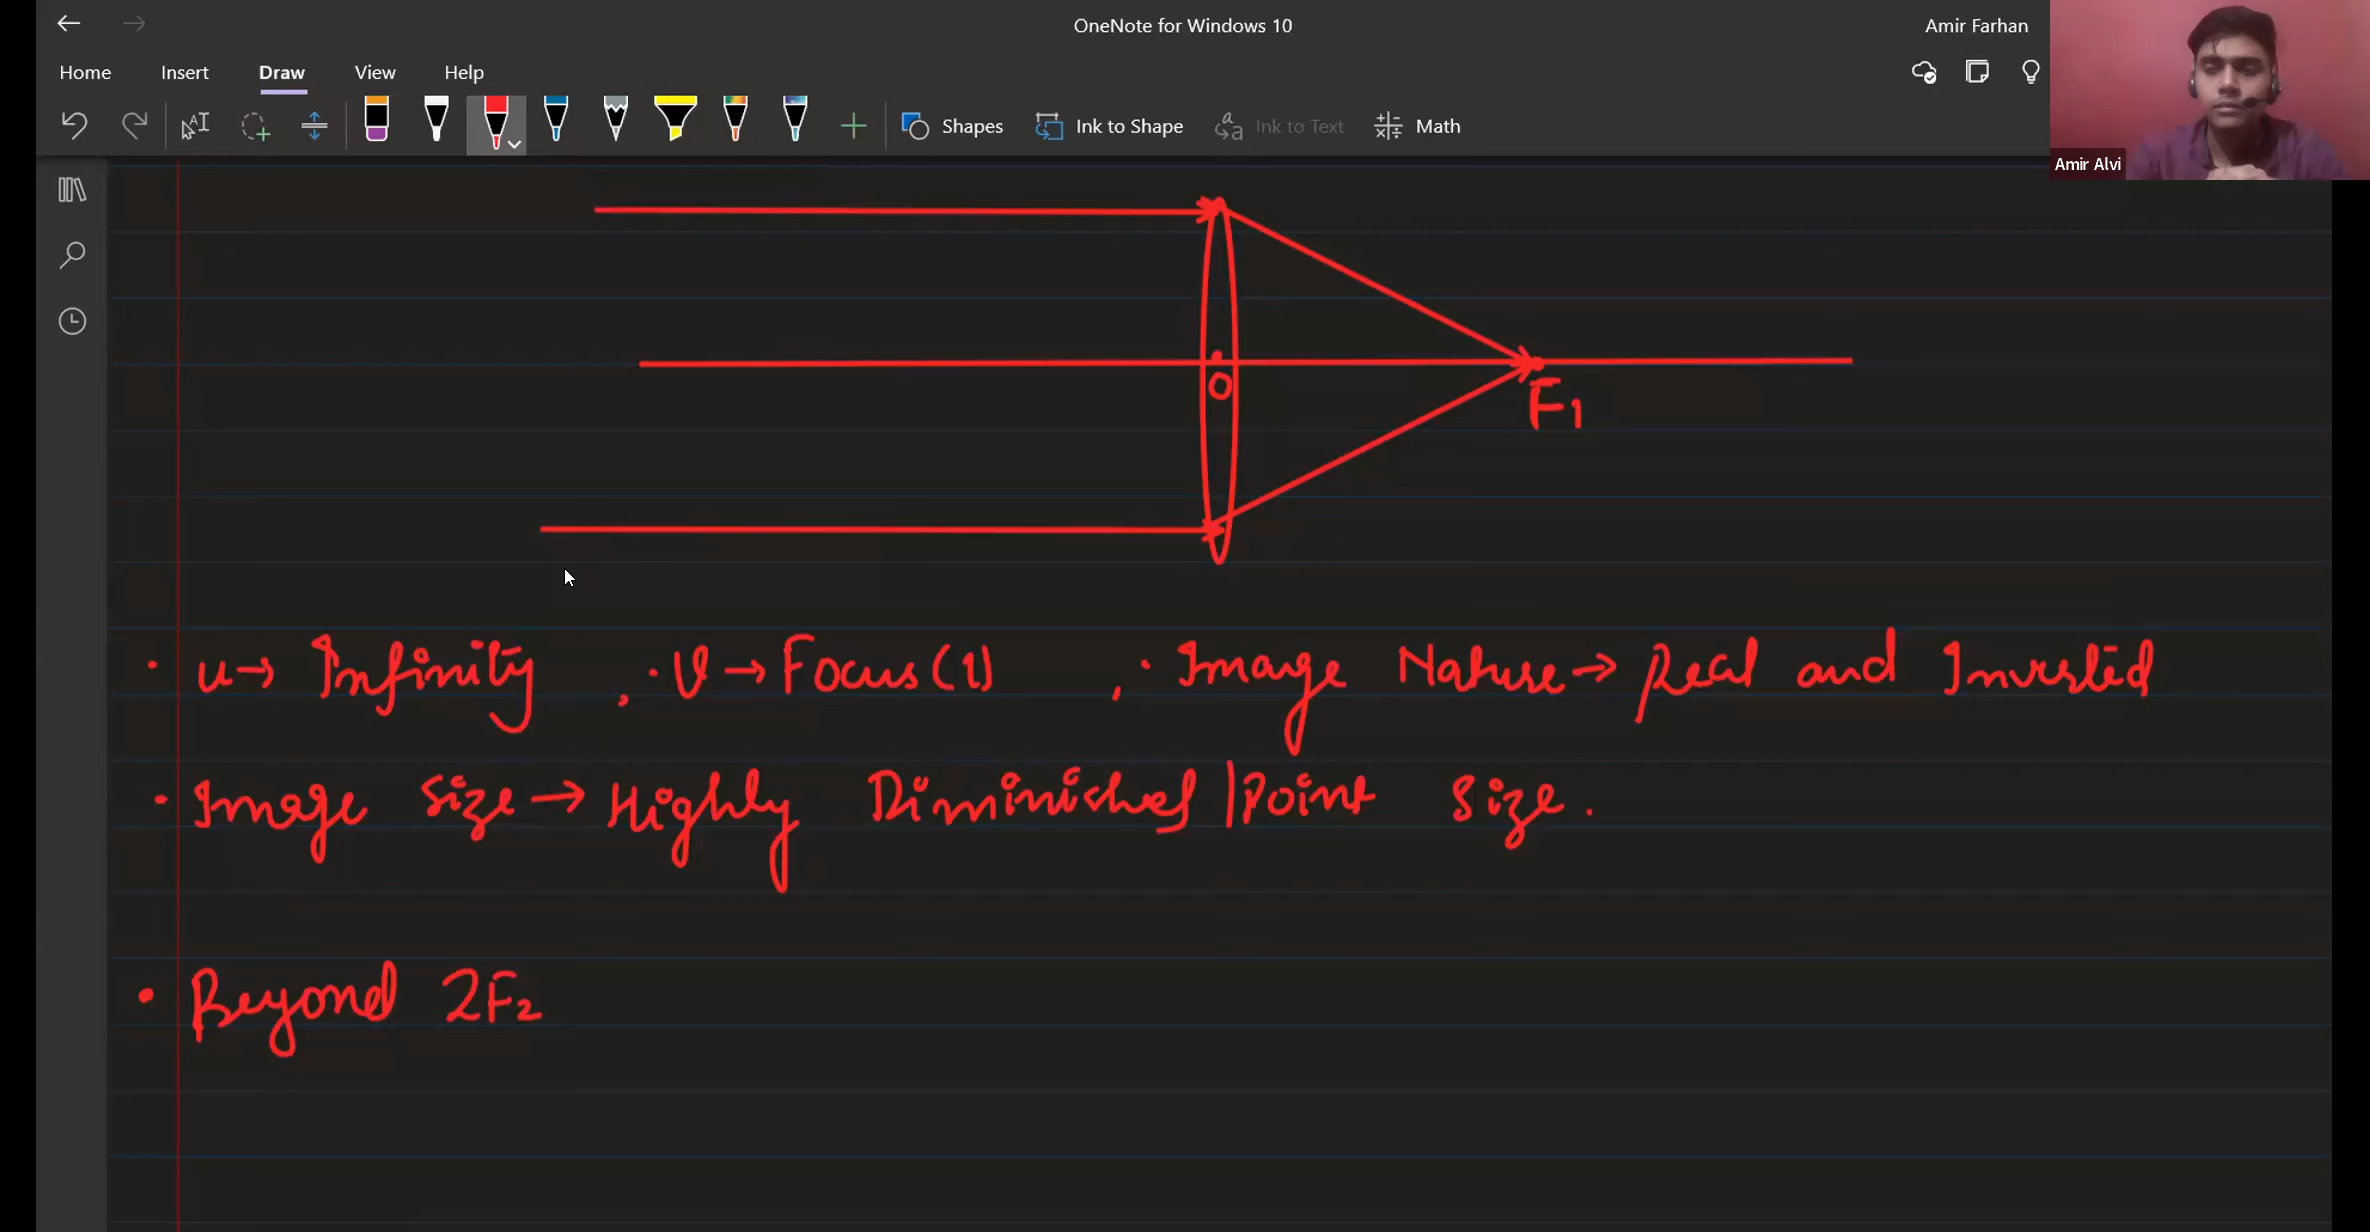 OneNote for Windows 10
Amir Farhan
Home Insert Draw View Help
Shapes Ink to Shape Ink to Text Math
Amir Alvi
O
F1
· u → Infinity , · v → Focus (1) , · Image Nature → Real and Inverted
· Image Size → Highly Diminished | Point Size.
· Beyond 2F2